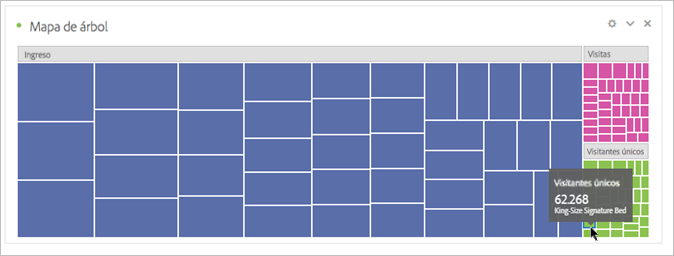 Mapa de árbol
Ingreso
Visitas
Visitantes únicos
Visitantes únicos
62.268
King-Size Signature Bed